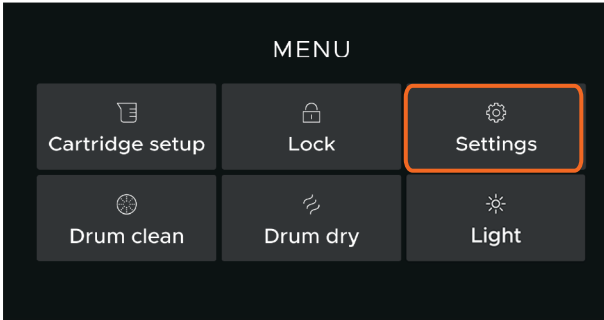 MENU
Cartridge setup
Lock
Settings
Drum clean
Drum dry
Light